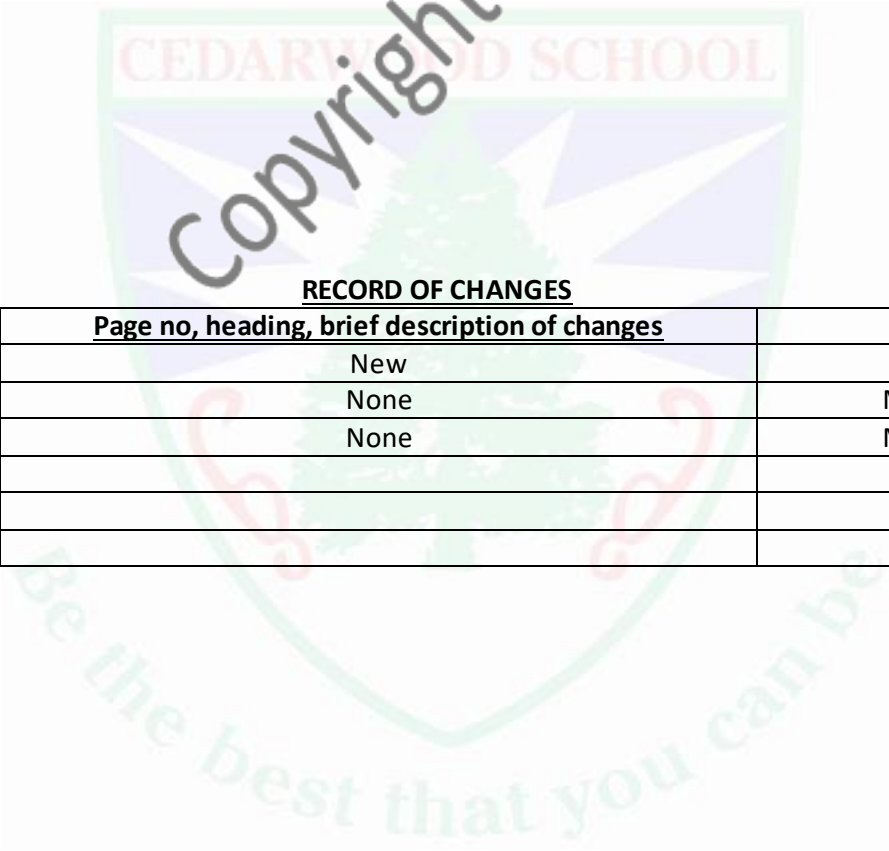 CEDARWOOD SCHOOL
Copyright
RECORD OF CHANGES
Page no, heading, brief description of changes
New
None
None
Be the best that you can be